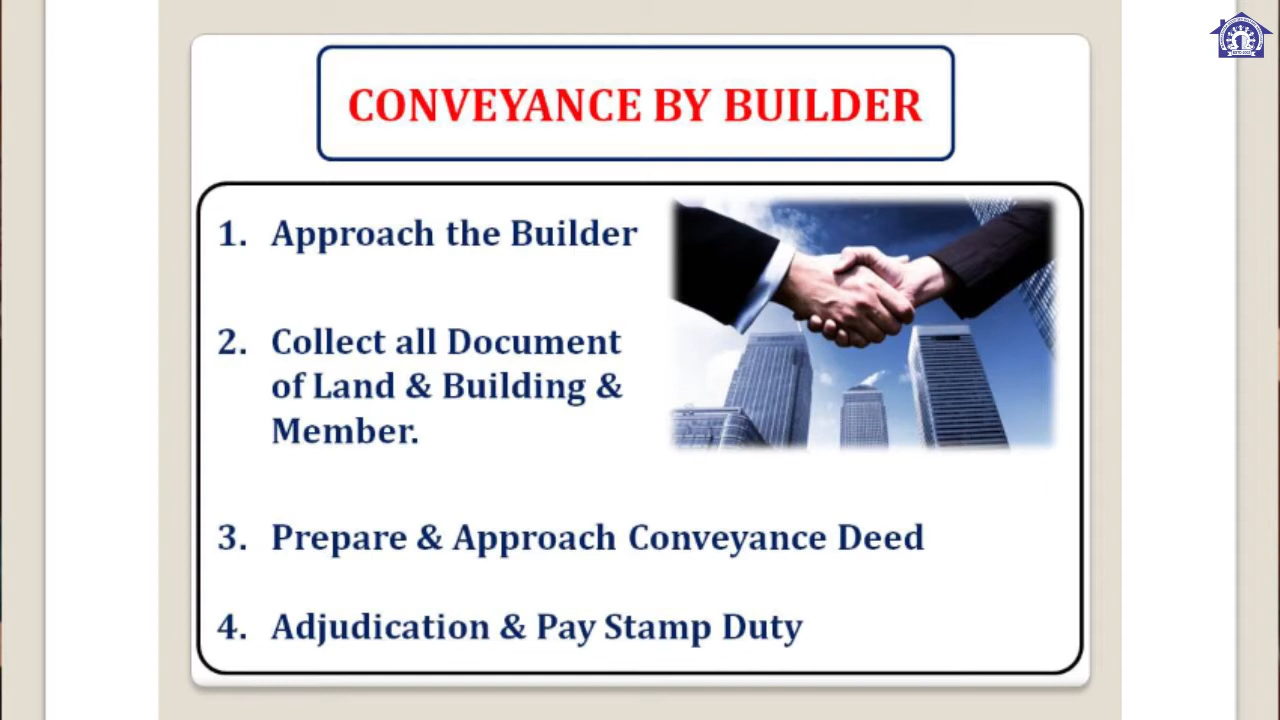 CONVEYANCE BY BUILDER
1. Approach the Builder
2. Collect all Document
of Land & Building &
Member.
3. Prepare & Approach Conveyance Deed
4. Adjudication & Pay Stamp Duty